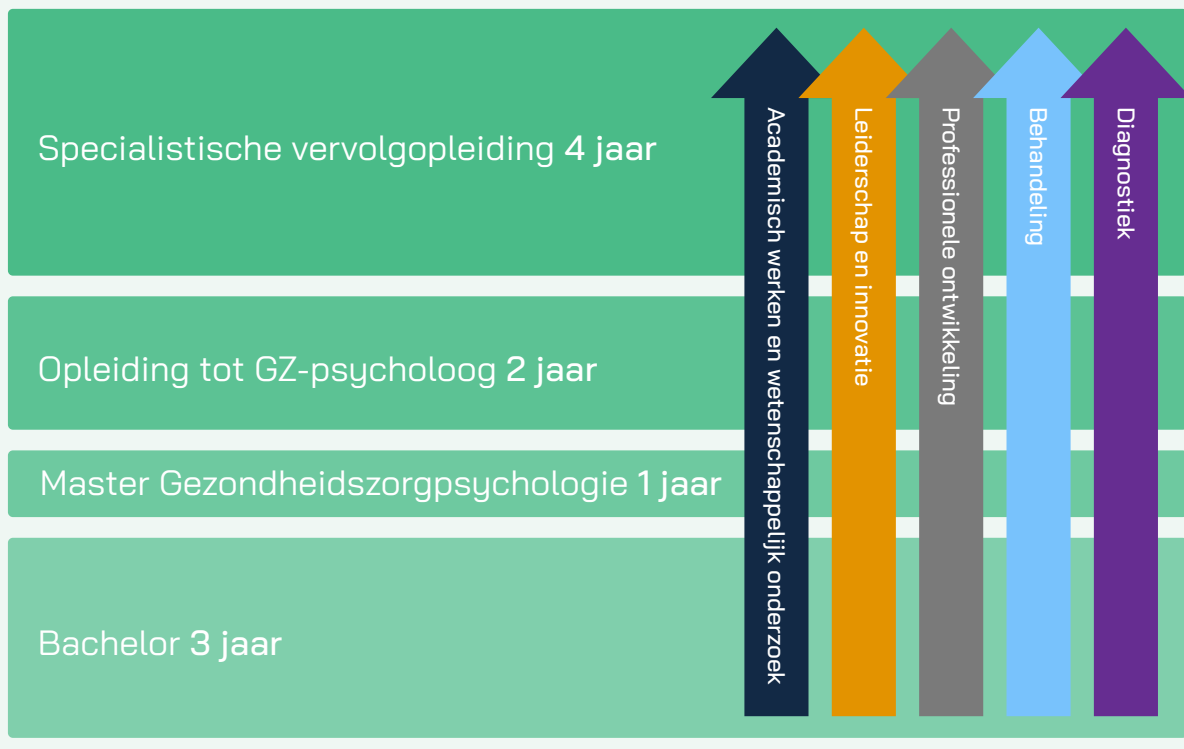 Specialistische vervolgopleiding 4 jaar
Opleiding tot GZ-psycholoog 2 jaar
Master Gezondheidszorgpsychologie 1 jaar
Bachelor 3 jaar
Academisch werken en wetenschappelijk onderzoek
Leiderschap en innovatie
Professionele ontwikkeling
Behandeling
Diagnostiek